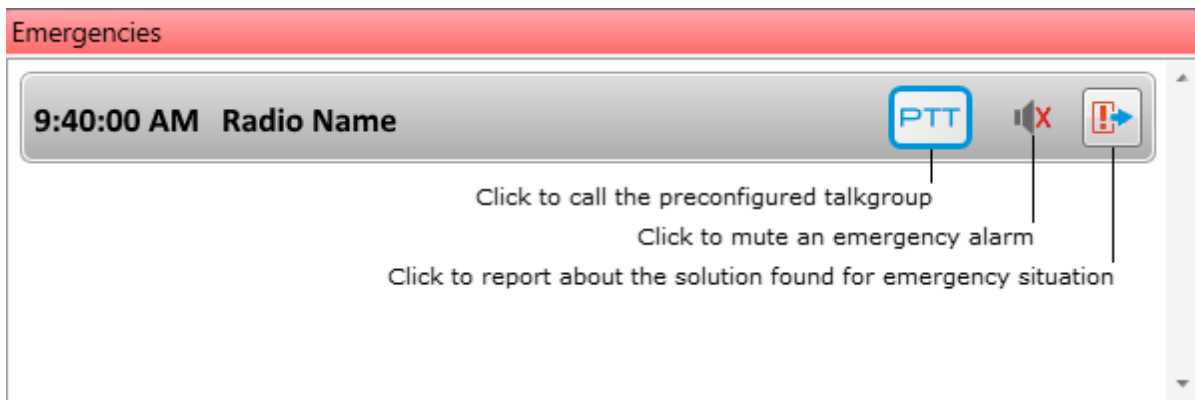 Emergencies
9:40:00 AM Radio Name PTT
Click to call the preconfigured talkgroup
Click to mute an emergency alarm
Click to report about the solution found for emergency situation